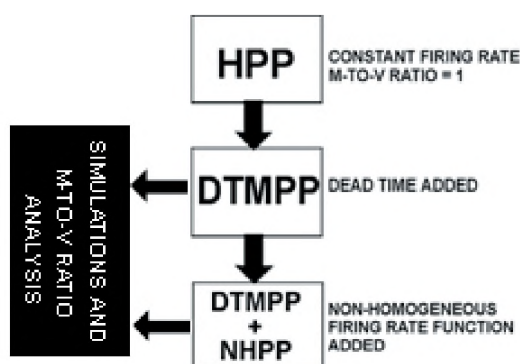 HPP
CONSTANT FIRING RATE
M-TO-V RATIO = 1
DTMPP
DEAD TIME ADDED
SIMULATIONS AND
M-TO-V RATIO
ANALYSIS
DTMPP
+
NHPP
NON-HOMOGENEOUS
FIRING RATE FUNCTION
ADDED